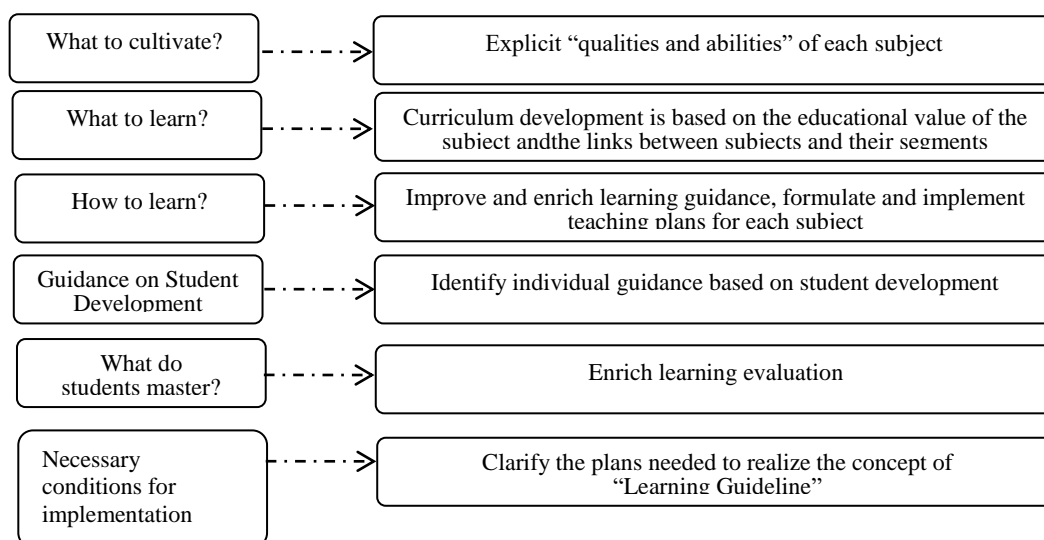 What to cultivate?
Explicit “qualities and abilities” of each subject
What to learn?
Curriculum development is based on the educational value of the
subject andthe links between subjects and their segments
How to learn?
Improve and enrich learning guidance, formulate and implement
teaching plans for each subject
Guidance on Student
Development
Identify individual guidance based on student development
What do
students master?
Enrich learning evaluation
Necessary
conditions for
implementation
Clarify the plans needed to realize the concept of
“Learning Guideline”